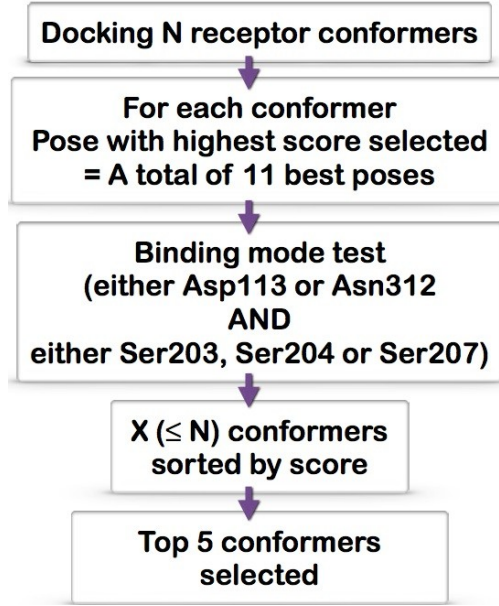 Docking N receptor conformers
For each conformer
Pose with highest score selected
= A total of 11 best poses
Binding mode test
(either Asp113 or Asn312
AND
either Ser203, Ser204 or Ser207)
X (≤ N) conformers
sorted by score
Top 5 conformers
selected